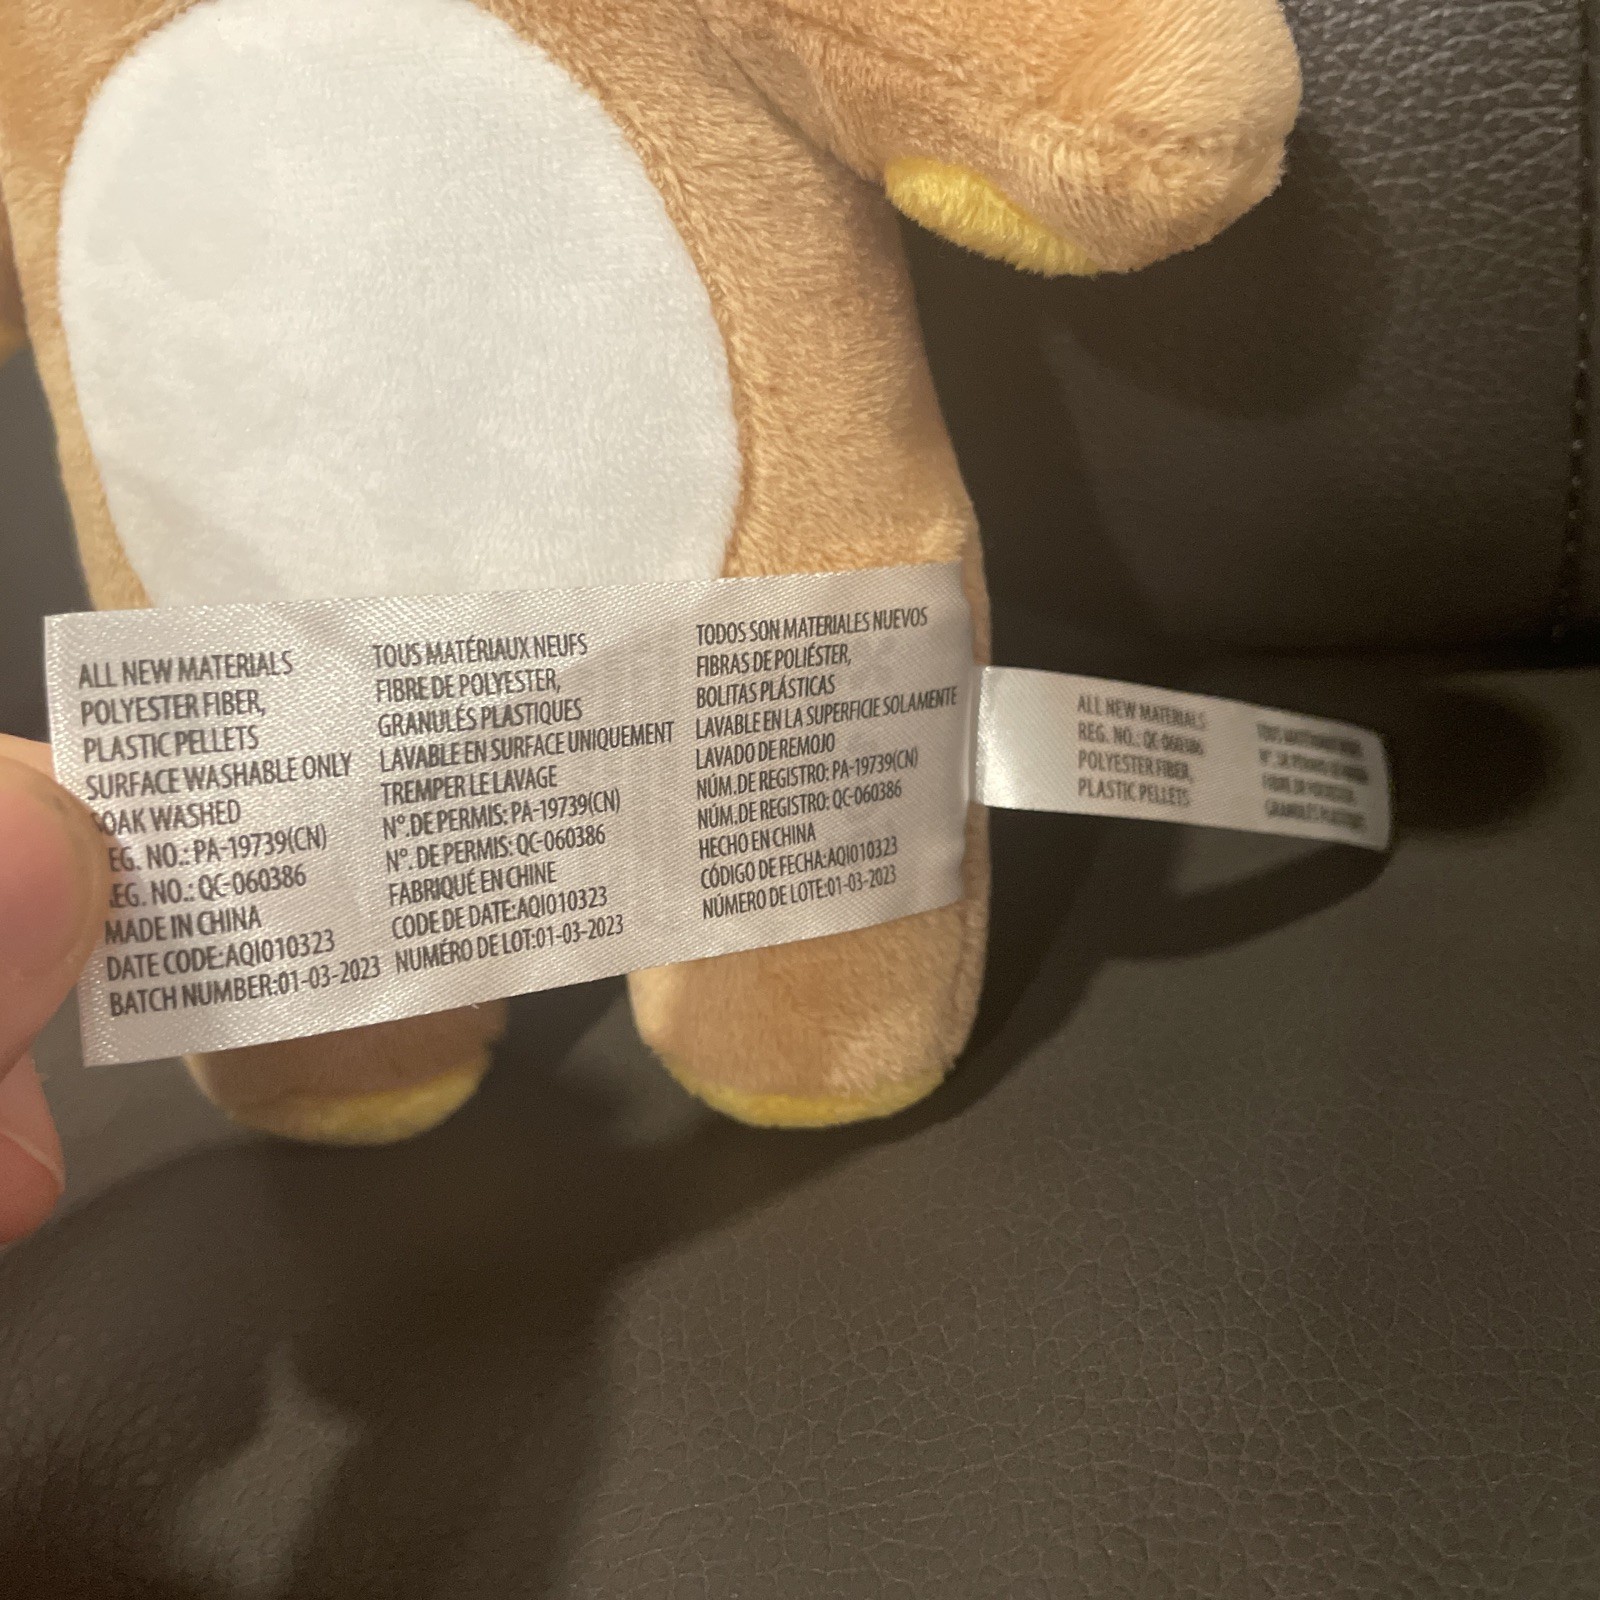 ALL NEW MATERIALS
POLYESTER FIBER,
PLASTIC PELLETS
SURFACE WASHABLE ONLY
SOAK WASHED
EG. NO.: PA-19739(CN)
EG. NO.: QC-060386
MADE IN CHINA
DATE CODE:AQI010323
BATCH NUMBER:01-03-2023
TOUS MATÉRIAUX NEUFS
FIBRE DE POLYESTER,
GRANULÉS PLASTIQUES
LAVABLE EN SURFACE UNIQUEMENT
TREMPER LE LAVAGE
N°.DE PERMIS: PA-19739(CN)
N°. DE PERMIS: QC-060386
FABRIQUÉ EN CHINE
CODE DE DATE:AQI010323
NUMÉRO DE LOT:01-03-2023
TODOS SON MATERIALES NUEVOS
FIBRAS DE POLIÉSTER,
BOLITAS PLÁSTICAS
LAVABLE EN LA SUPERFICIE SOLAMENTE
LAVADO DE REMOJO
NÚM.DE REGISTRO: PA-19739(CN)
NÚM.DE REGISTRO: QC-060386
HECHO EN CHINA
CÓDIGO DE FECHA:AQI010323
NÚMERO DE LOTE:01-03-2023
ALL NEW MATERIALS
REG. NO.: QC-060386
POLYESTER FIBER,
PLASTIC PELLETS